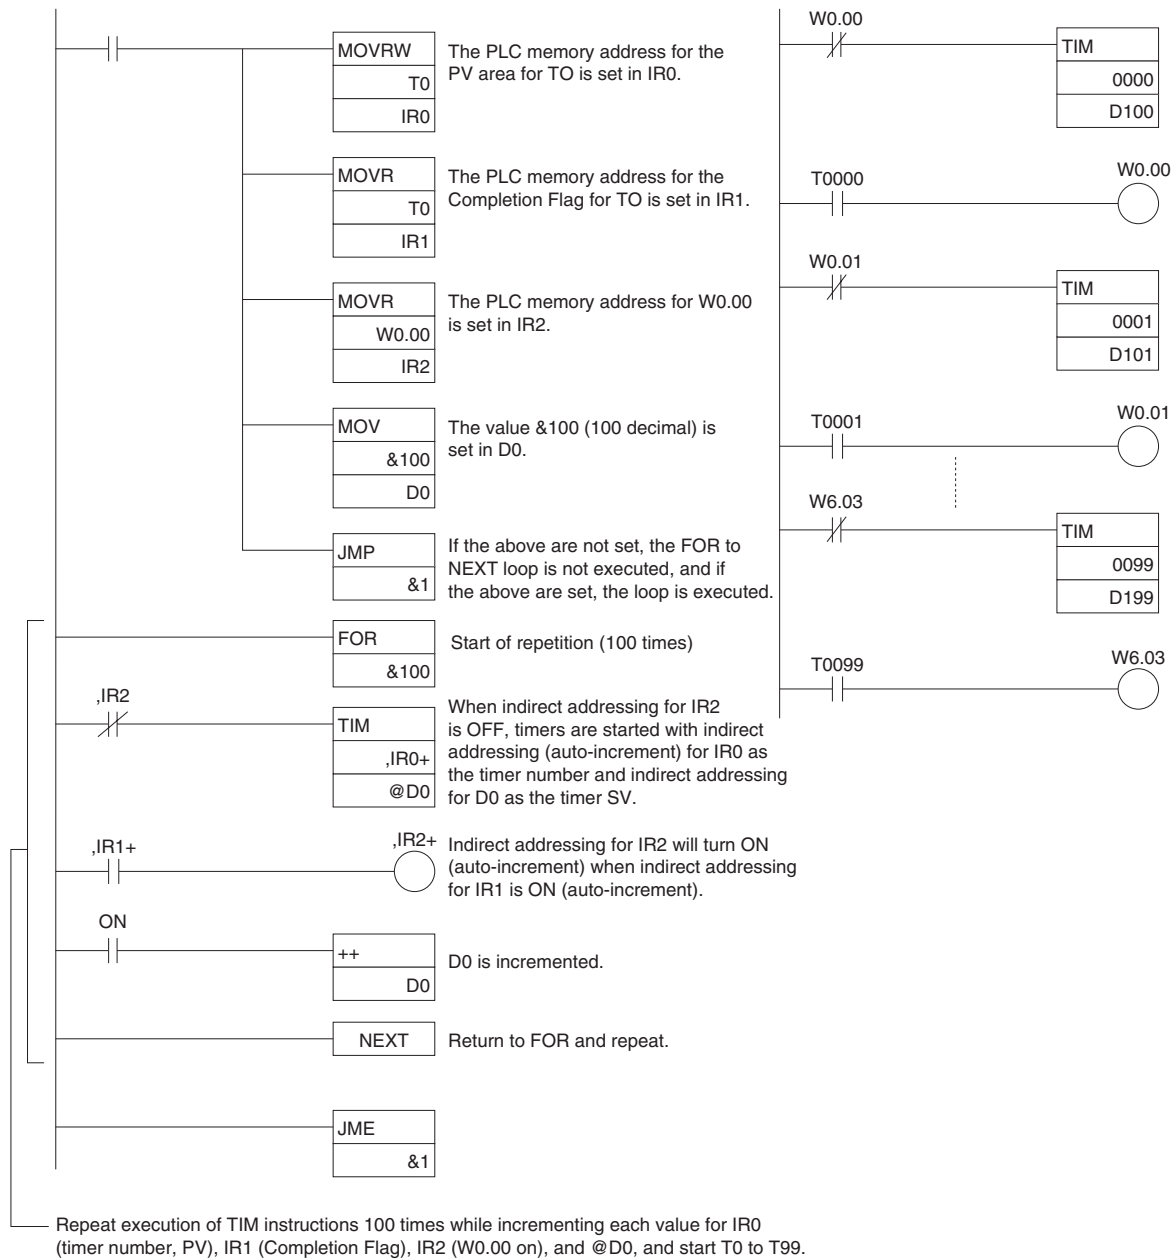 MOVRW
T0
IR0
The PLC memory address for the
PV area for TO is set in IR0.
MOVR
T0
IR1
The PLC memory address for the
Completion Flag for TO is set in IR1.
MOVR
W0.00
IR2
The PLC memory address for W0.00
is set in IR2.
MOV
&100
D0
The value &100 (100 decimal) is
set in D0.
JMP
&1
If the above are not set, the FOR to
NEXT loop is not executed, and if
the above are set, the loop is executed.
FOR
&100
Start of repetition (100 times)
,IR2
TIM
,IR0+
@D0
When indirect addressing for IR2
is OFF, timers are started with indirect
addressing (auto-increment) for IR0 as
the timer number and indirect addressing
for D0 as the timer SV.
,IR1+
,IR2+
Indirect addressing for IR2 will turn ON
(auto-increment) when indirect addressing
for IR1 is ON (auto-increment).
ON
++
D0
D0 is incremented.
NEXT
Return to FOR and repeat.
JME
&1
Repeat execution of TIM instructions 100 times while incrementing each value for IR0
(timer number, PV), IR1 (Completion Flag), IR2 (W0.00 on), and @D0, and start T0 to T99.
W0.00
TIM
0000
D100
T0000
W0.00
W0.01
TIM
0001
D101
T0001
W0.01
W6.03
TIM
0099
D199
T0099
W6.03